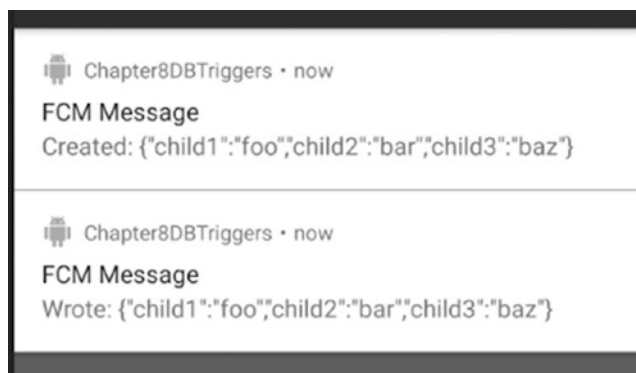 Chapter8DBTriggers • now
FCM Message
Created: {"child1":"foo","child2":"bar","child3":"baz"}
Chapter8DBTriggers • now
FCM Message
Wrote: {"child1":"foo","child2":"bar","child3":"baz"}